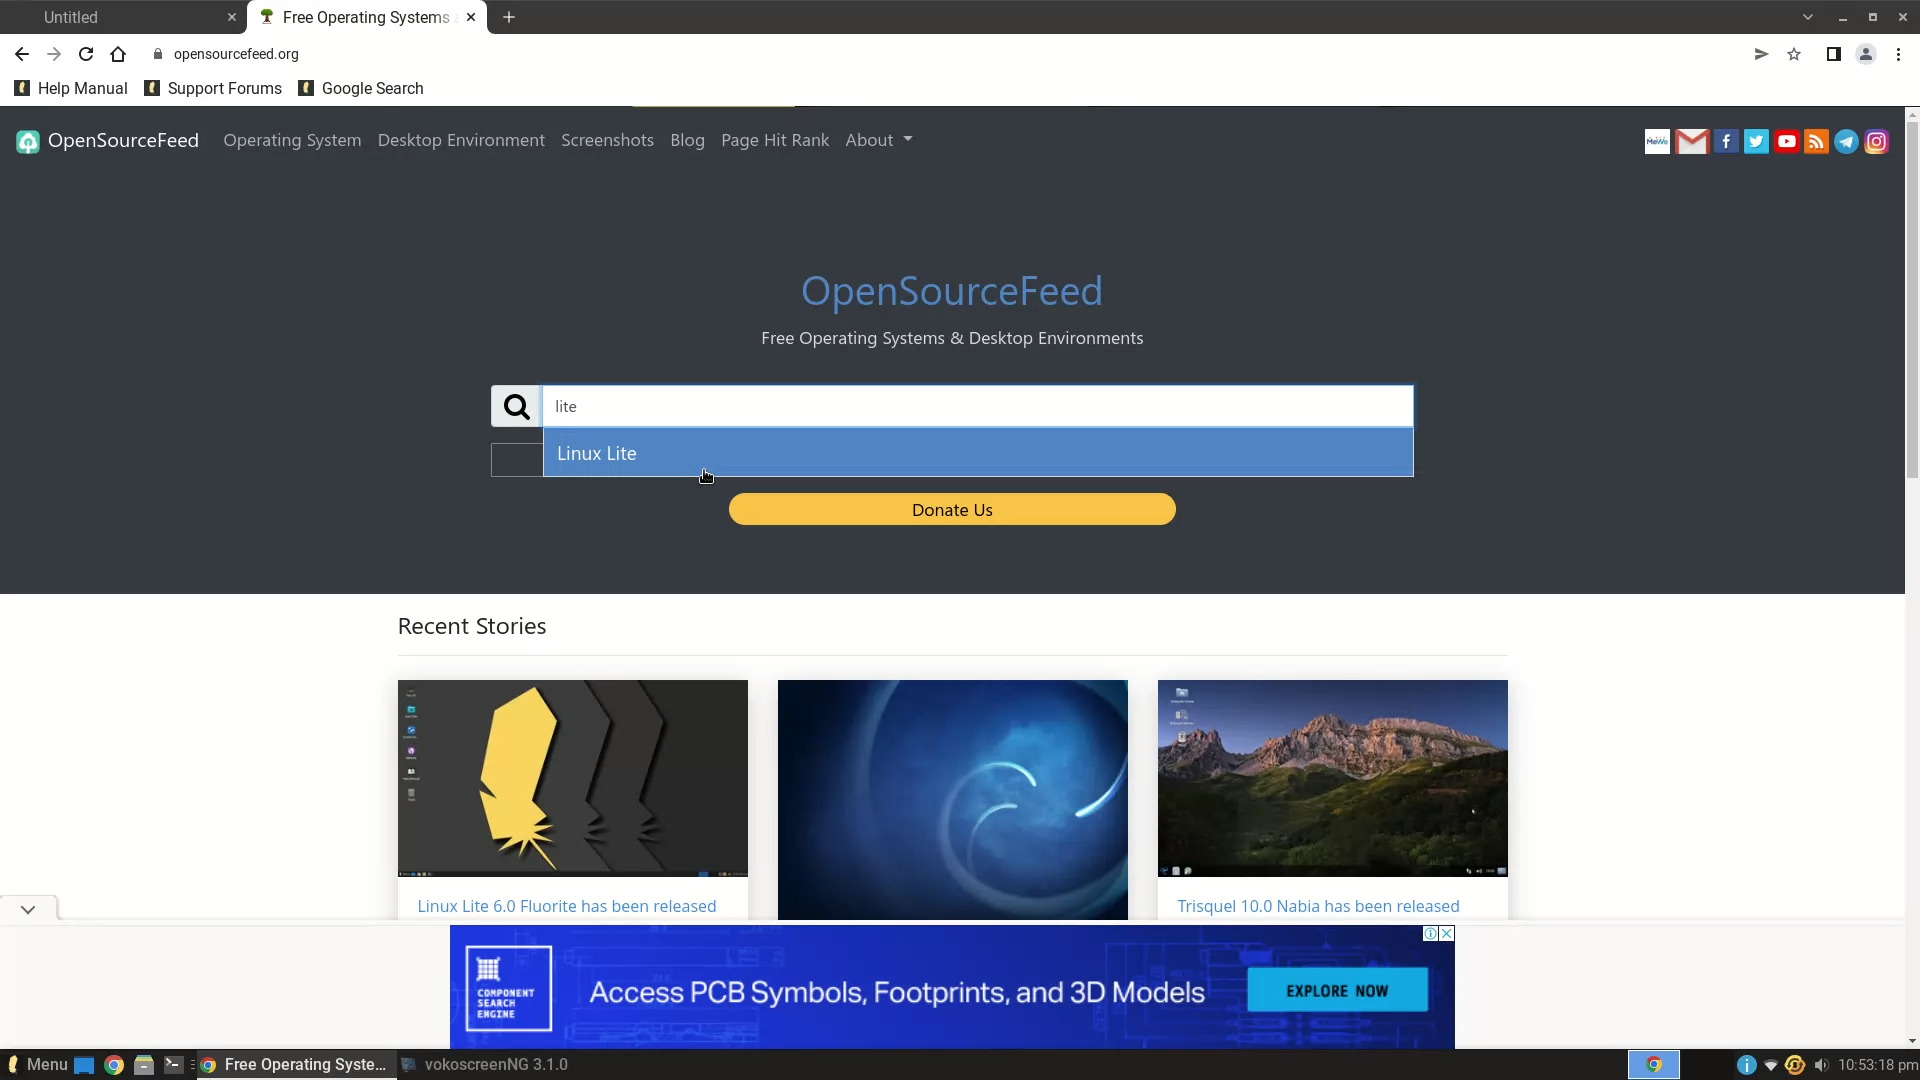 Untitled
Free Operating Systems
opensourcefeed.org
Help Manual
Support Forums
Google Search
OpenSourceFeed
Operating System
Desktop Environment
Screenshots
Blog
Page Hit Rank
About
MeWe
OpenSourceFeed
Free Operating Systems & Desktop Environments
lite
Linux Lite
Donate Us
Recent Stories
Linux Lite 6.0 Fluorite has been released
Trisquel 10.0 Nabia has been released
COMPONENT
SEARCH
ENGINE
Access PCB Symbols, Footprints, and 3D Models
EXPLORE NOW
Menu
Free Operating Syste...
vokoscreenNG 3.1.0
10:53:18 pm